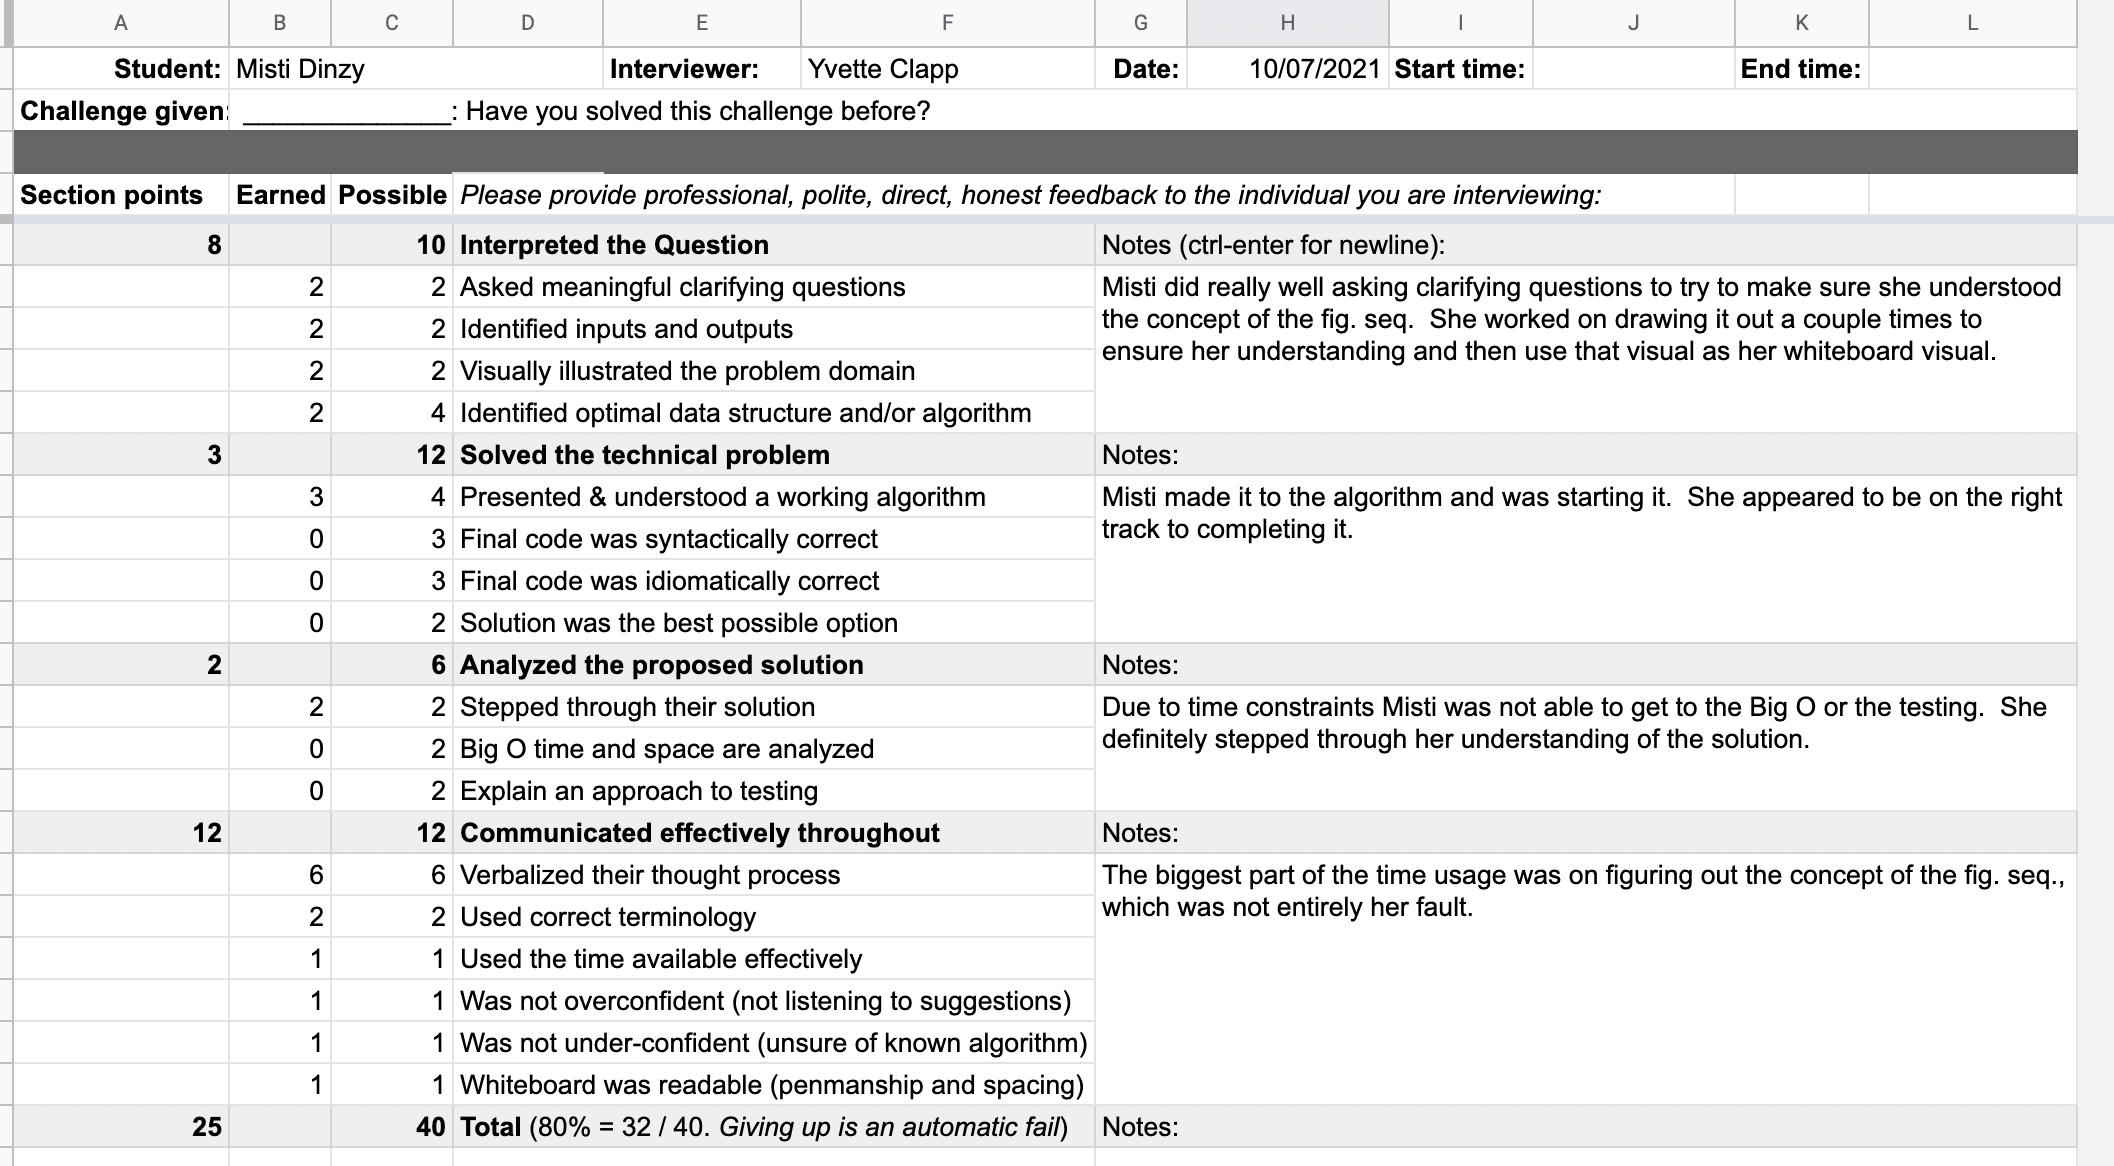 A B C D E F G H I J K L
Student: Misti Dinzy Interviewer: Yvette Clapp Date: 10/07/2021 Start time: End time:
Challenge given: ______________: Have you solved this challenge before?
Section points Earned Possible Please provide professional, polite, direct, honest feedback to the individual you are interviewing:
8 10 Interpreted the Question Notes (ctrl-enter for newline):
2 2 Asked meaningful clarifying questions
2 2 Identified inputs and outputs
2 2 Visually illustrated the problem domain
2 4 Identified optimal data structure and/or algorithm
Misti did really well asking clarifying questions to try to make sure she understood
the concept of the fig. seq.  She worked on drawing it out a couple times to
ensure her understanding and then use that visual as her whiteboard visual.
3 12 Solved the technical problem Notes:
3 4 Presented & understood a working algorithm
0 3 Final code was syntactically correct
0 3 Final code was idiomatically correct
0 2 Solution was the best possible option
Misti made it to the algorithm and was starting it.  She appeared to be on the right
track to completing it.
2 6 Analyzed the proposed solution Notes:
2 2 Stepped through their solution
0 2 Big O time and space are analyzed
0 2 Explain an approach to testing
Due to time constraints Misti was not able to get to the Big O or the testing.  She
definitely stepped through her understanding of the solution.
12 12 Communicated effectively throughout Notes:
6 6 Verbalized their thought process
2 2 Used correct terminology
1 1 Used the time available effectively
1 1 Was not overconfident (not listening to suggestions)
1 1 Was not under-confident (unsure of known algorithm)
1 1 Whiteboard was readable (penmanship and spacing)
The biggest part of the time usage was on figuring out the concept of the fig. seq.,
which was not entirely her fault.
25 40 Total (80% = 32 / 40. Giving up is an automatic fail) Notes: